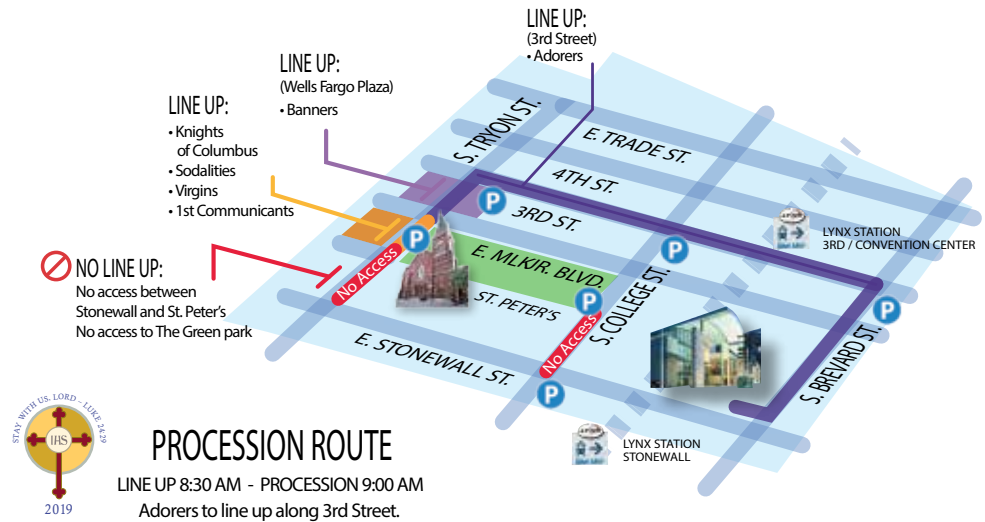 LINE UP:
(3rd Street)
• Adorers
LINE UP:
(Wells Fargo Plaza)
• Banners
LINE UP:
• Knights
of Columbus
• Sodalities
• Virgins
• 1st Communicants
NO LINE UP:
No access between
Stonewall and St. Peter's
No access to The Green park
S. TRYON ST.
E. TRADE ST.
4TH ST.
3RD ST.
E. MLKJR. BLVD.
ST. PETER'S
E. STONEWALL ST.
S. COLLEGE ST.
S. BREVARD ST.
No Access
No Access
P
P
P
P
P
P
LYNX STATION
3RD / CONVENTION CENTER
LYNX STATION
STONEWALL
STAY WITH US, LORD - LUKE 24:29
IHS
2019
PROCESSION ROUTE
LINE UP 8:30 AM - PROCESSION 9:00 AM
Adorers to line up along 3rd Street.